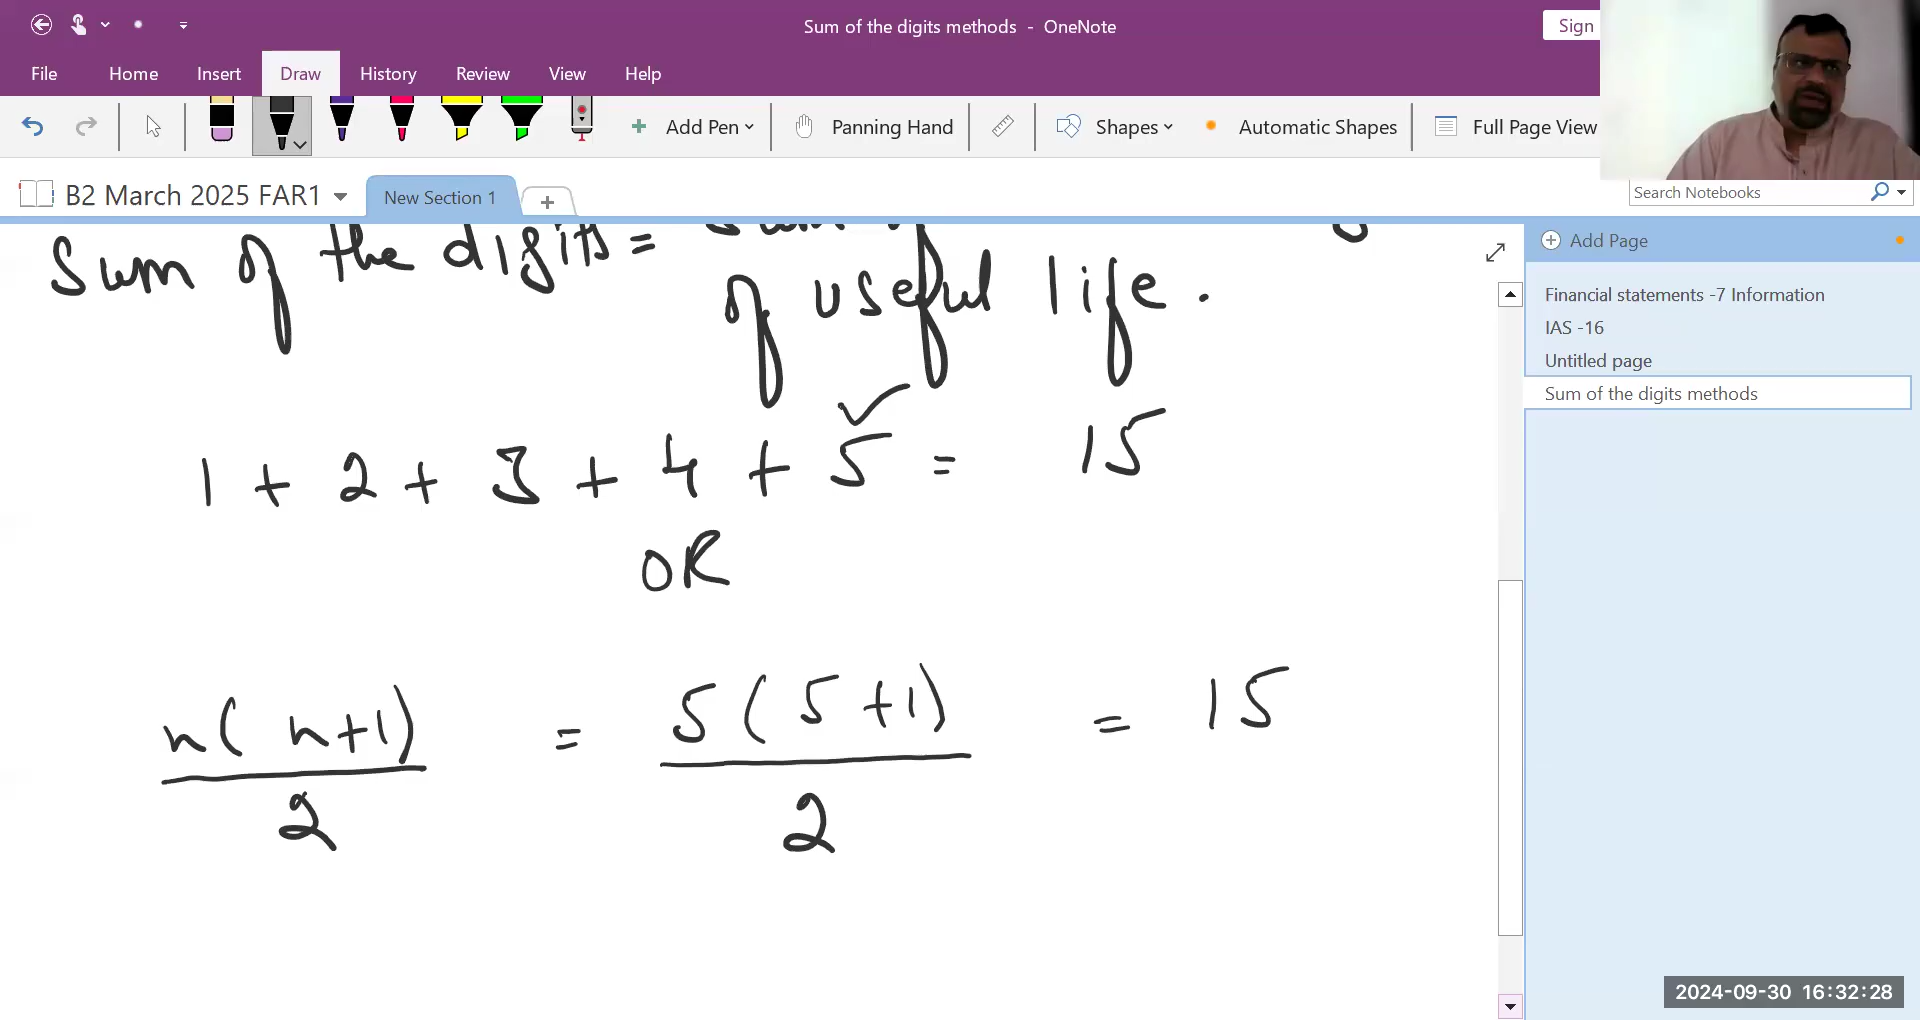 Sum of the digits methods - OneNote
Sign
File Home Insert Draw History Review View Help
Add Pen Panning Hand Shapes Automatic Shapes Full Page View
B2 March 2025 FAR1 New Section 1
Search Notebooks
Add Page
Financial statements -7 Information
IAS -16
Untitled page
Sum of the digits methods
Sum of the digits =
of useful life.
1 + 2 + 3 + 4 + 5 = 15
OR
n(n+1) = 5(5+1) = 15
2 2
2024-09-30 16:32:28